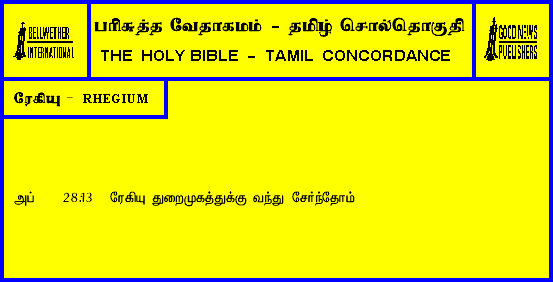 BELLWETHER
INTERNATIONAL
பரிசுத்த வேதாகமம் - தமிழ் சொல்தொகுதி
THE HOLY BIBLE - TAMIL CONCORDANCE
GOOD NEWS
PUBLISHERS
ரேகியு - RHEGIUM
அப் 28:13 ரேகியு துறைமுகத்துக்கு வந்து சேர்ந்தோம்